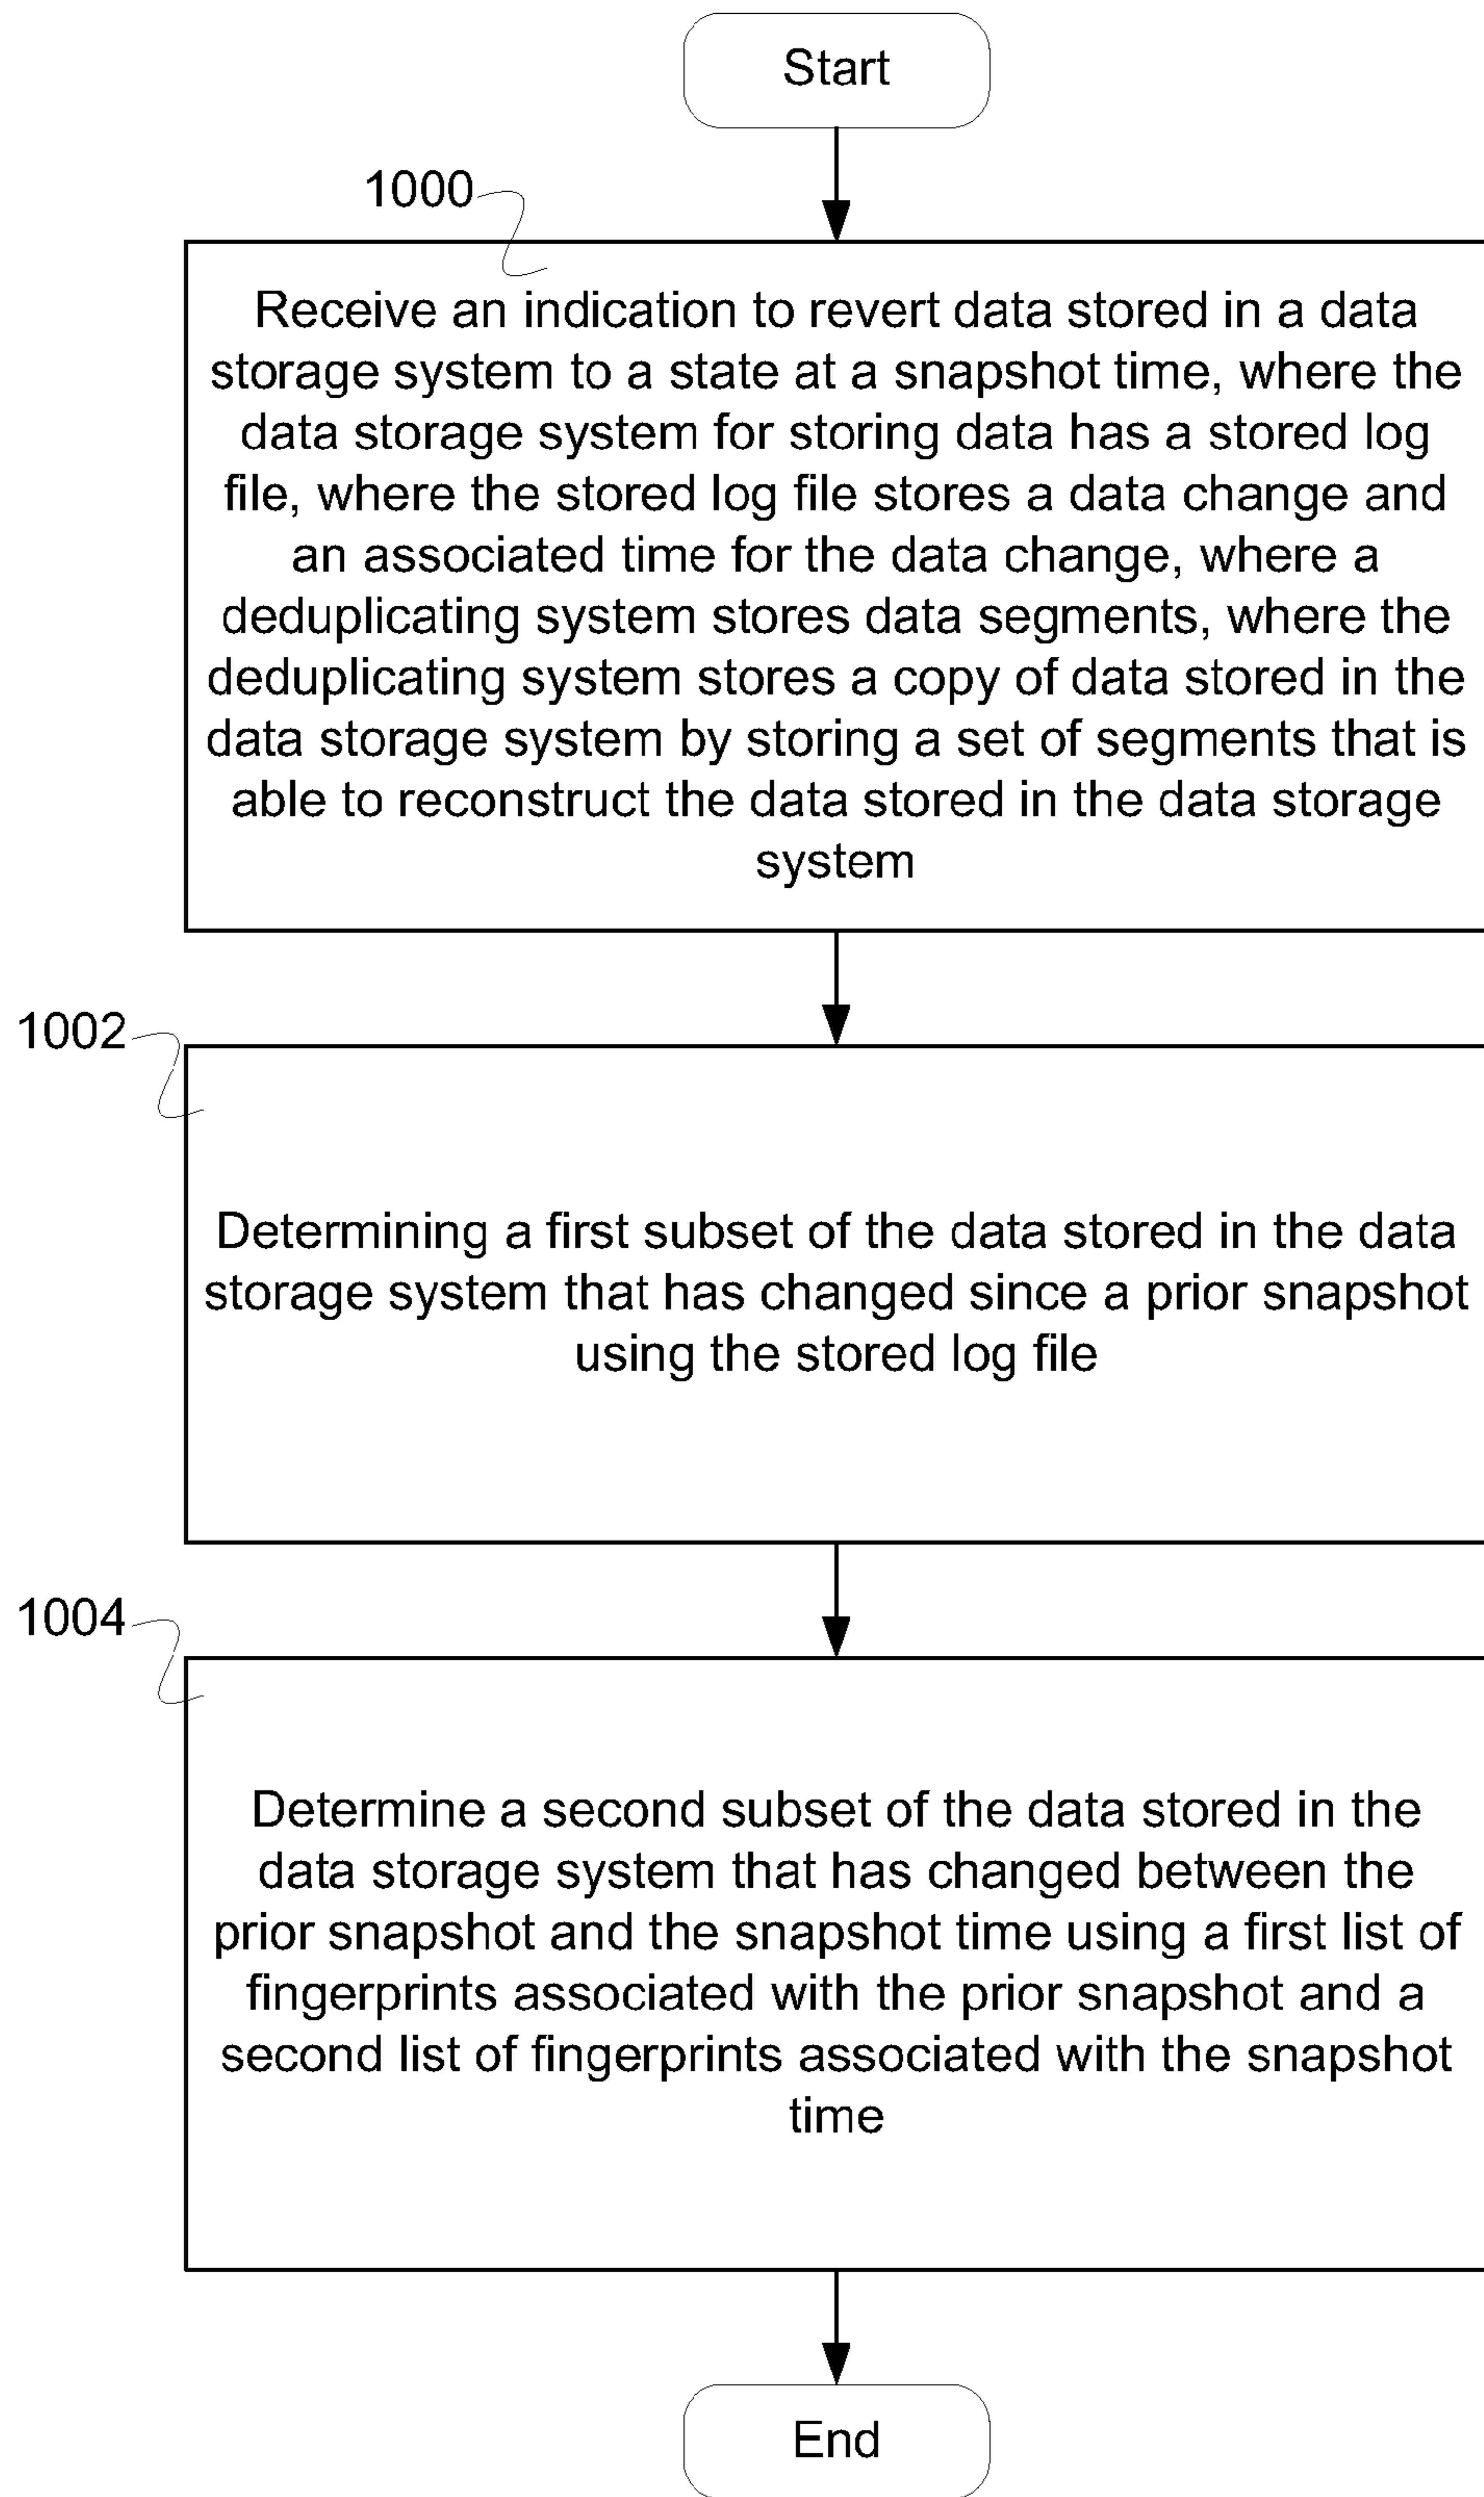 Start
1000
Receive an indication to revert data stored in a data
storage system to a state at a snapshot time, where the
data storage system for storing data has a stored log
file, where the stored log file stores a data change and
an associated time for the data change, where a
deduplicating system stores data segments, where the
deduplicating system stores a copy of data stored in the
data storage system by storing a set of segments that is
able to reconstruct the data stored in the data storage
system
1002
Determining a first subset of the data stored in the data
storage system that has changed since a prior snapshot
using the stored log file
1004
Determine a second subset of the data stored in the
data storage system that has changed between the
prior snapshot and the snapshot time using a first list of
fingerprints associated with the prior snapshot and a
second list of fingerprints associated with the snapshot
time
End